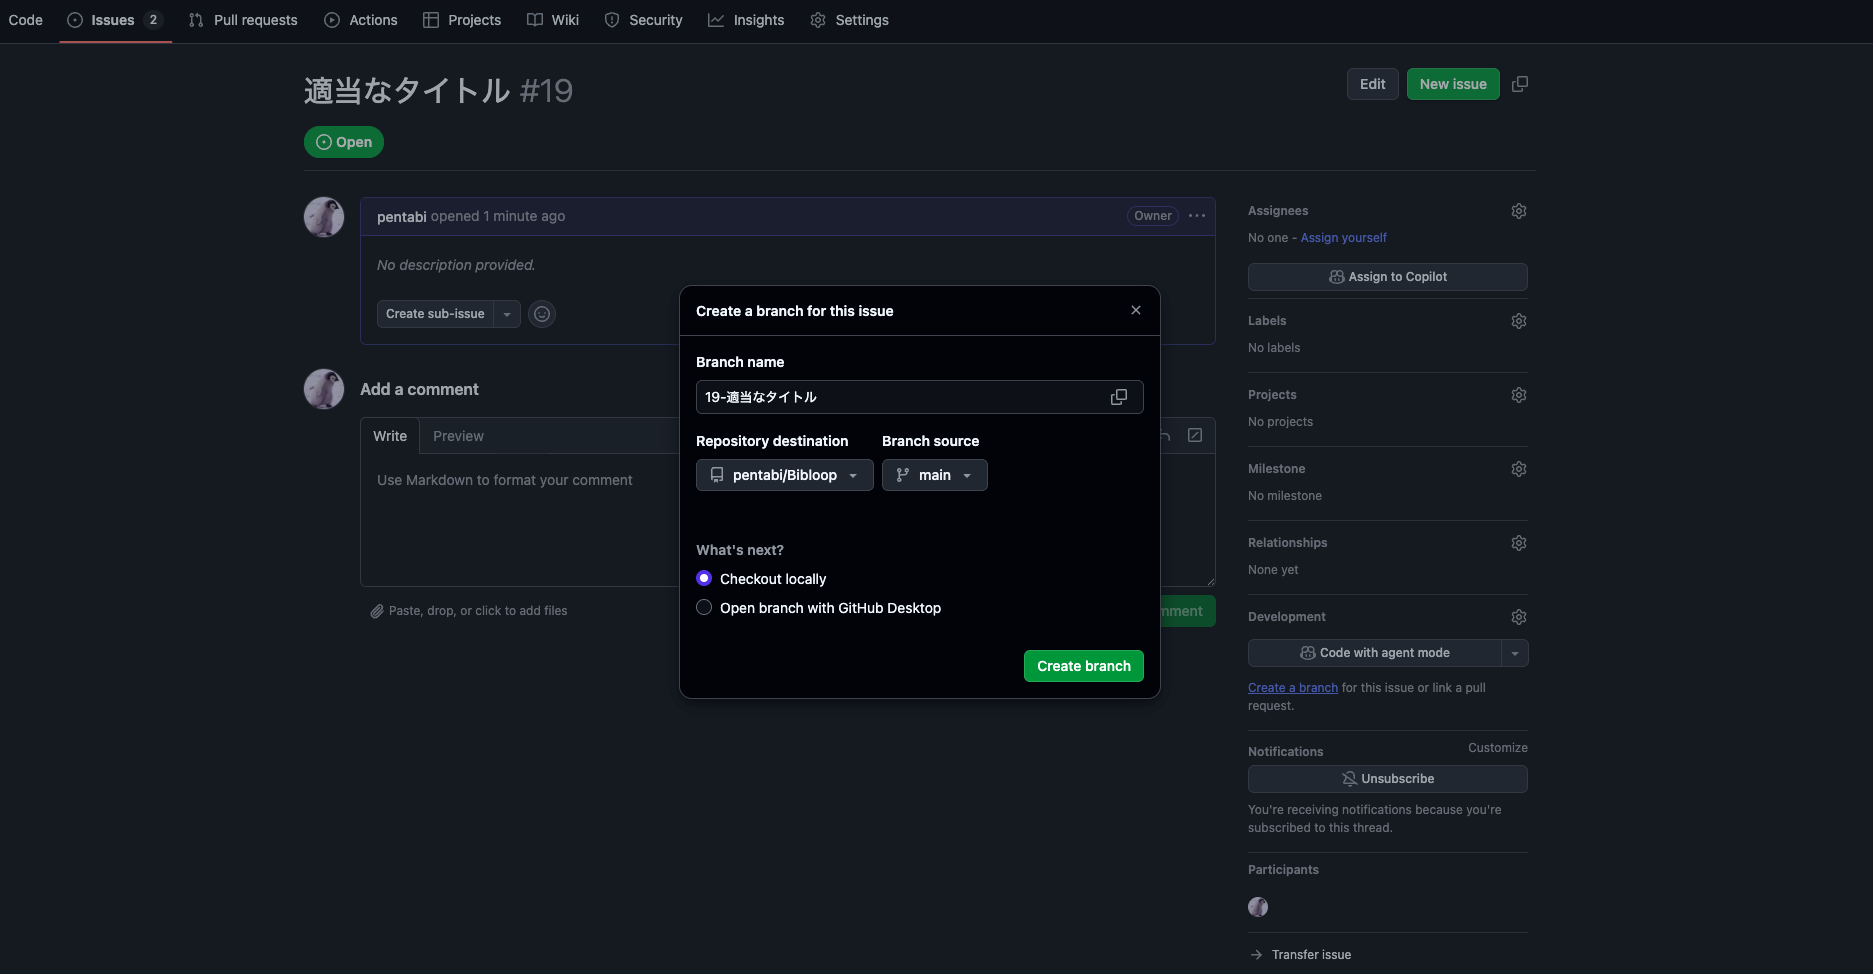 Code Issues 2 Pull requests Actions Projects Wiki Security Insights Settings
適当なタイトル #19
Edit New issue
Open
pentabi opened 1 minute ago Owner
No description provided.
Create sub-issue
Add a comment
Write Preview
Use Markdown to format your comment
Paste, drop, or click to add files
mment
Create a branch for this issue
Branch name
19-適当なタイトル
Repository destination Branch source
pentabi/Bibloop main
What's next?
Checkout locally
Open branch with GitHub Desktop
Create branch
Assignees
No one - Assign yourself
Assign to Copilot
Labels
No labels
Projects
No projects
Milestone
No milestone
Relationships
None yet
Development
Code with agent mode
Create a branch for this issue or link a pull
request.
Notifications Customize
Unsubscribe
You're receiving notifications because you're
subscribed to this thread.
Participants
Transfer issue